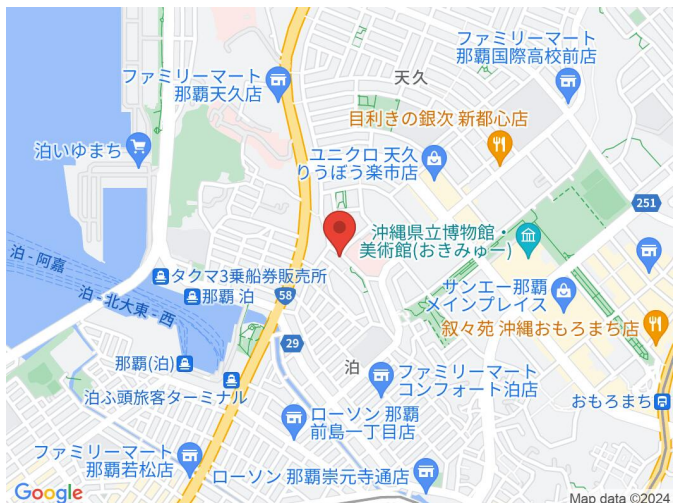 ファミリーマート
那覇天久店
天久
ファミリーマート
那覇国際高校前店
目利きの銀次 新都心店
泊いゆまち
ユニクロ 天久
りうぼう楽市店
251
沖縄県立博物館・
美術館(おきみゅー)
泊 - 阿嘉
タクマ3乗船券販売所
那覇 泊
泊 - 北大東 - 西
58
サンエー那覇
メインプレイス
叙々苑 沖縄おもろまち店
29
那覇(泊)
泊
泊ふ頭旅客ターミナル
ファミリーマート
コンフォート泊店
おもろまち
ローソン 那覇
前島一丁目店
ファミリーマート
那覇若松店
ローソン 那覇崇元寺通店
Google
Map data ©2024